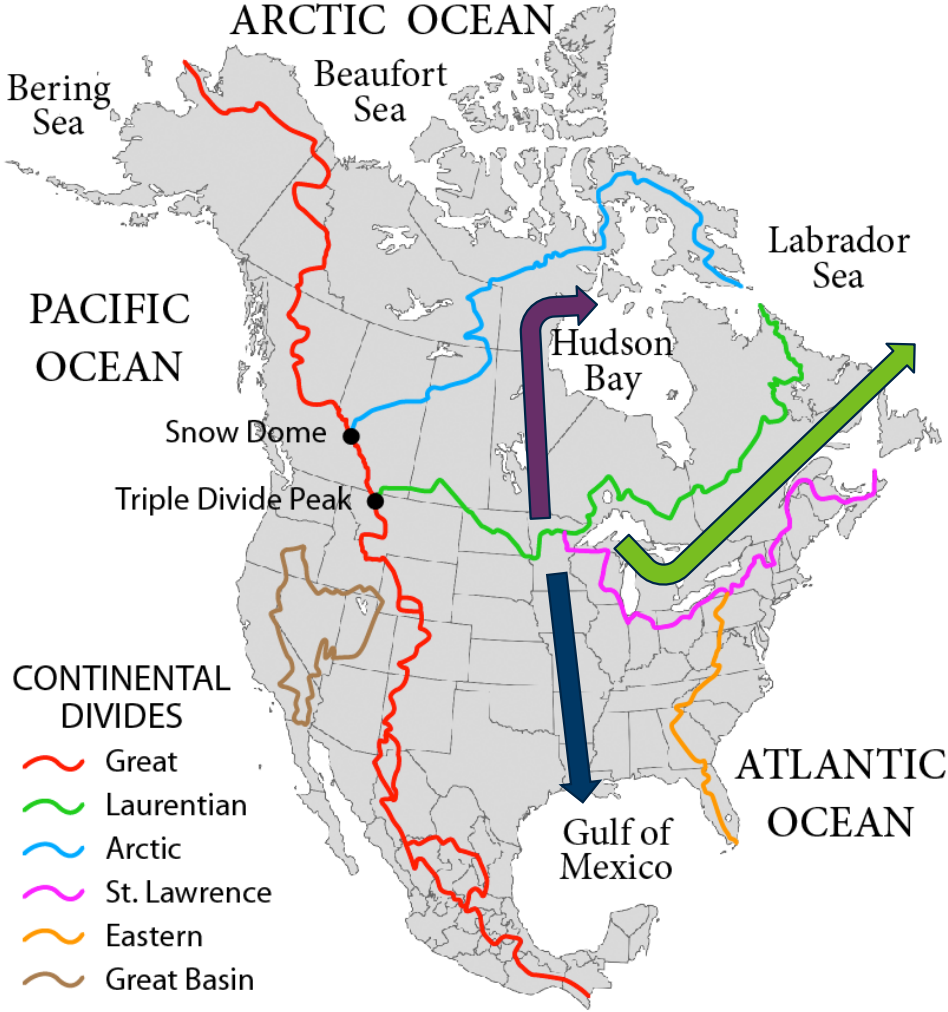 ARCTIC OCEAN
Bering
Sea
Beaufort
Sea
Labrador
Sea
PACIFIC
OCEAN
Hudson
Bay
Snow Dome
Triple Divide Peak
CONTINENTAL
DIVIDES
Great
Laurentian
Arctic
St. Lawrence
Eastern
Great Basin
ATLANTIC
OCEAN
Gulf of
Mexico